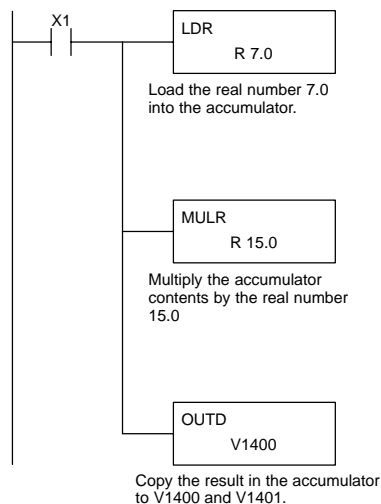 X1
LDR
R 7.0
Load the real number 7.0
into the accumulator.
MULR
R 15.0
Multiply the accumulator
contents by the real number
15.0
OUTD
V1400
Copy the result in the accumulator
to V1400 and V1401.